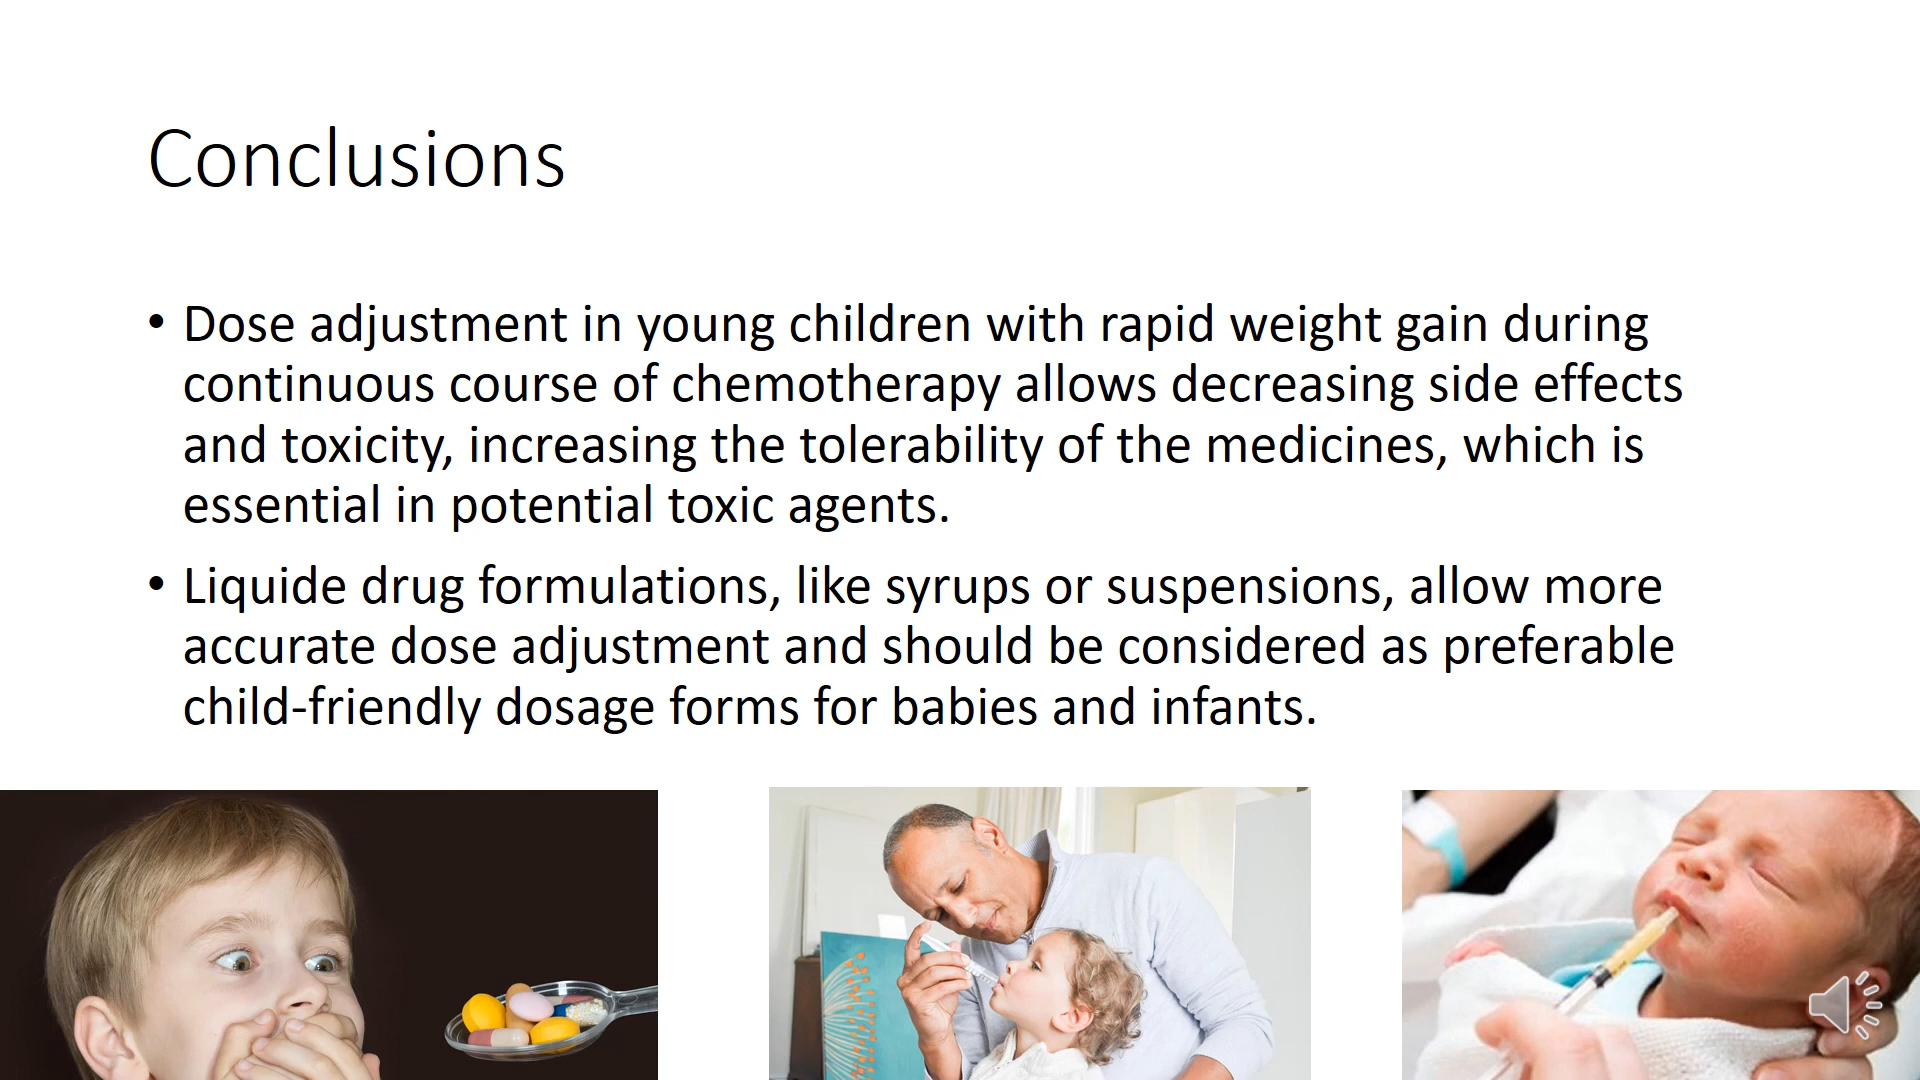 Conclusions
• Dose adjustment in young children with rapid weight gain during
continuous course of chemotherapy allows decreasing side effects
and toxicity, increasing the tolerability of the medicines, which is
essential in potential toxic agents.
• Liquide drug formulations, like syrups or suspensions, allow more
accurate dose adjustment and should be considered as preferable
child-friendly dosage forms for babies and infants.